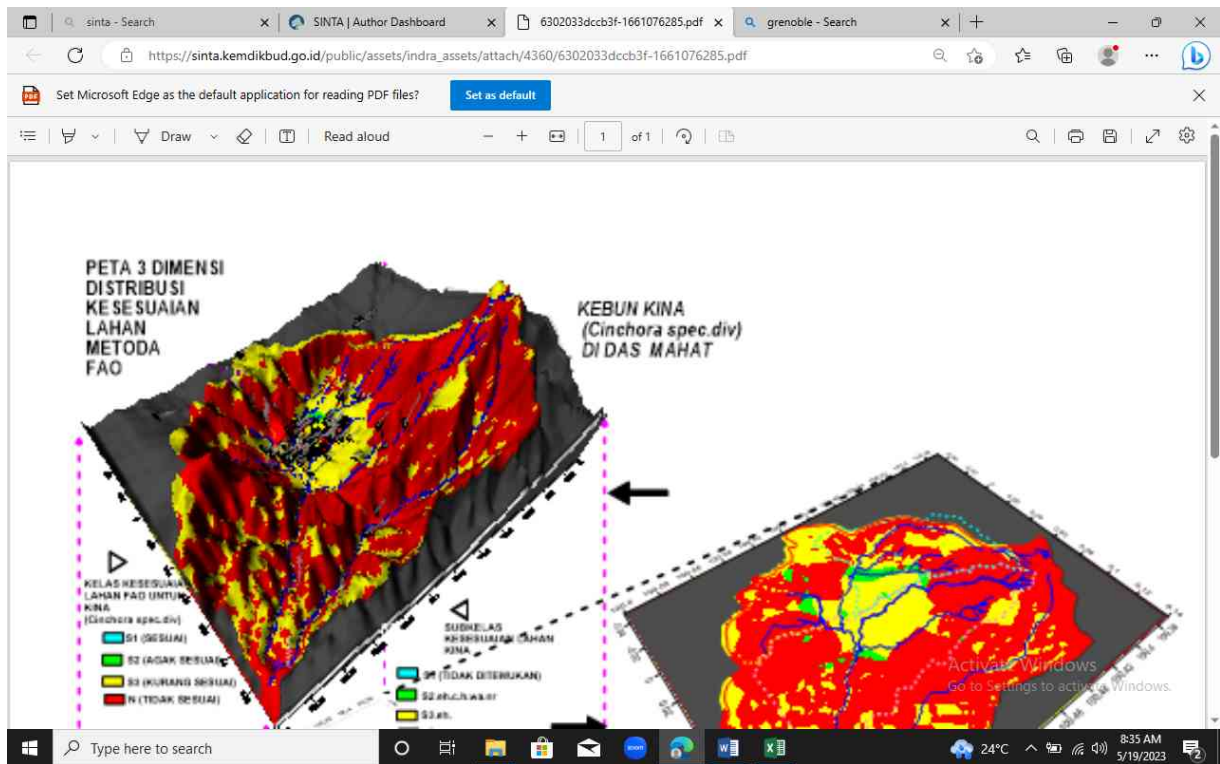 sinta - Search
SINTA | Author Dashboard
6302033dccb3f-1661076285.pdf
grenoble - Search
https://sinta.kemdikbud.go.id/public/assets/indra_assets/attach/4360/6302033dccb3f-1661076285.pdf
Set Microsoft Edge as the default application for reading PDF files?
Set as default
Draw
Read aloud
1 of 1
PETA 3 DIMENSI
DISTRIBUSI
KESESUAIAN
LAHAN
METODA
FAO
KEBUN KINA
(Cinchora spec.div)
DI DAS MAHAT
KELAS KESESUAIA
LAHAN FAO UNTUK
KINA
(Cinchora spec.div)
S1 (SESUAI)
S2 (AGAK SESUAI)
S3 (KURANG SESUAI)
N (TIDAK SESUAI)
SUBKELAS
KESESUAIAN LAHAN
KINA
(TIDAK DITEMUKAN)
S3.eh.
Activate Windows
Go to Settings to activate Windows.
Type here to search
zoom
24°C
8:35 AM
5/19/2023
2